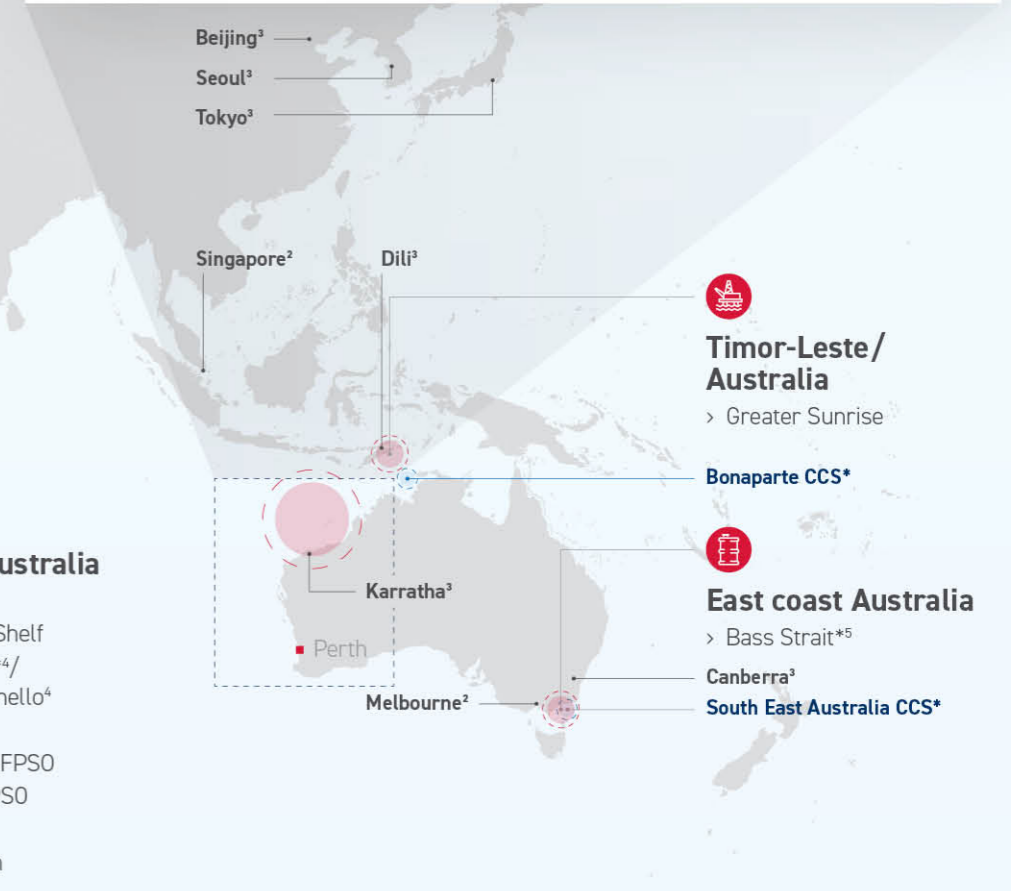 Beijing³
Seoul³
Tokyo³
Singapore²
Dili³
Timor-Leste/
Australia
› Greater Sunrise
Bonaparte CCS*
East coast Australia
› Bass Strait*⁵
Karratha³
Perth
Canberra³
Melbourne²
South East Australia CCS*
ustralia
Shelf
⁴/
nello⁴
FPSO
PSO